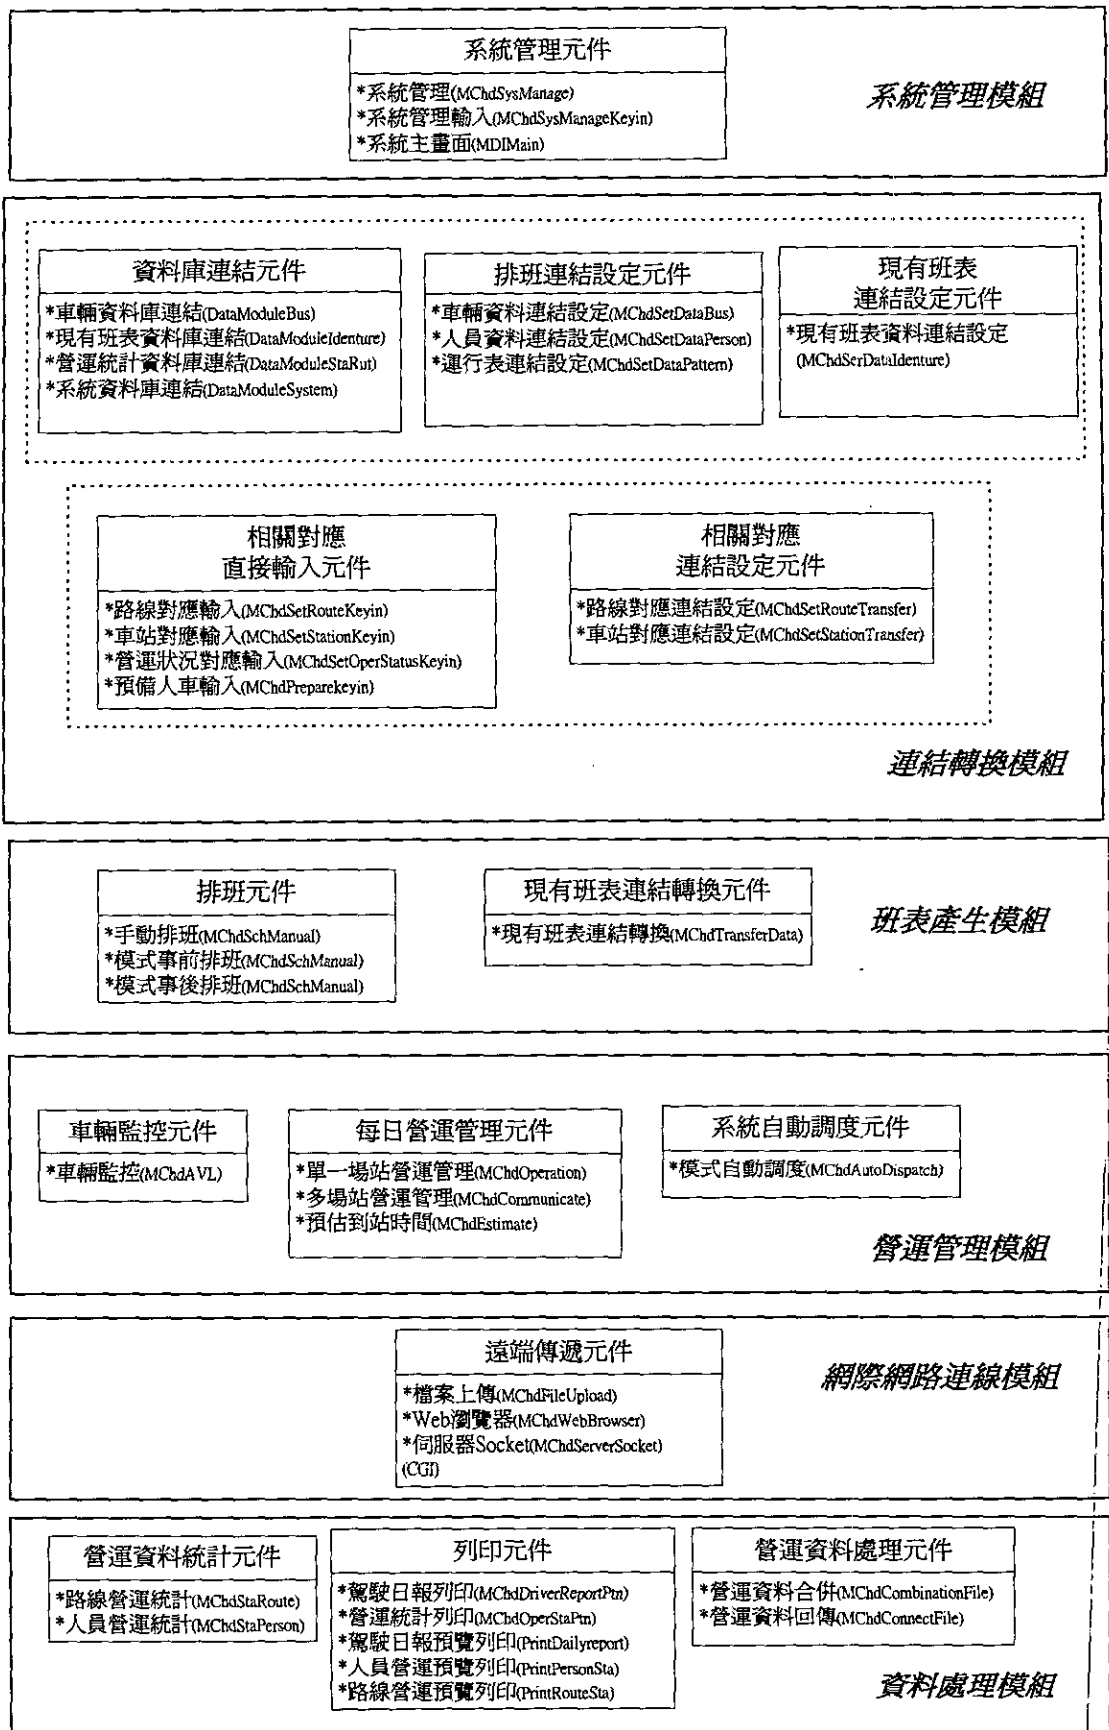 系統管理元件
*系統管理(MChdSysManage)
*系統管理輸入(MChdSysManageKeyin)
*系統主畫面(MDIMain)
系統管理模組
資料庫連結元件
*車輛資料庫連結(DataModuleBus)
*現有班表資料庫連結(DataModuleIdenture)
*營運統計資料庫連結(DataModuleStaRut)
*系統資料庫連結(DataModuleSystem)
排班連結設定元件
*車輛資料連結設定(MChdSetDataBus)
*人員資料連結設定(MChdSetDataPerson)
*運行表連結設定(MChdSetDataPattern)
現有班表
連結設定元件
*現有班表資料連結設定
(MChdSerDataIdenture)
相關對應
直接輸入元件
*路線對應輸入(MChdSetRouteKeyin)
*車站對應輸入(MChdSetStationKeyin)
*營運狀況對應輸入(MChdSetOperStatusKeyin)
*預備人車輸入(MChdPreparekeyin)
相關對應
連結設定元件
*路線對應連結設定(MChdSetRouteTransfer)
*車站對應連結設定(MChdSetStationTransfer)
連結轉換模組
排班元件
*手動排班(MChdSchManual)
*模式事前排班(MChdSchManual)
*模式事後排班(MChdSchManual)
現有班表連結轉換元件
*現有班表連結轉換(MChdTransferData)
班表產生模組
車輛監控元件
*車輛監控(MChdAVL)
每日營運管理元件
*單一場站營運管理(MChdOperation)
*多場站營運管理(MChdCommunicate)
*預估到站時間(MChdEstimate)
系統自動調度元件
*模式自動調度(MChdAutoDispatch)
營運管理模組
遠端傳遞元件
*檔案上傳(MChdFileUpload)
*Web瀏覽器(MChdWebBrowser)
*伺服器Socket(MChdServerSocket)
(CGI)
網際網路連線模組
營運資料統計元件
*路線營運統計(MChdStaRoute)
*人員營運統計(MChdStaPerson)
列印元件
*駕駛日報列印(MChdDriverReportPtn)
*營運統計列印(MChdOperStaPtn)
*駕駛日報預覽列印(PrintDailyreport)
*人員營運預覽列印(PrintPersonSta)
*路線營運預覽列印(PrintRouteSta)
營運資料處理元件
*營運資料合併(MChdCombinationFile)
*營運資料回傳(MChdConnectFile)
資料處理模組